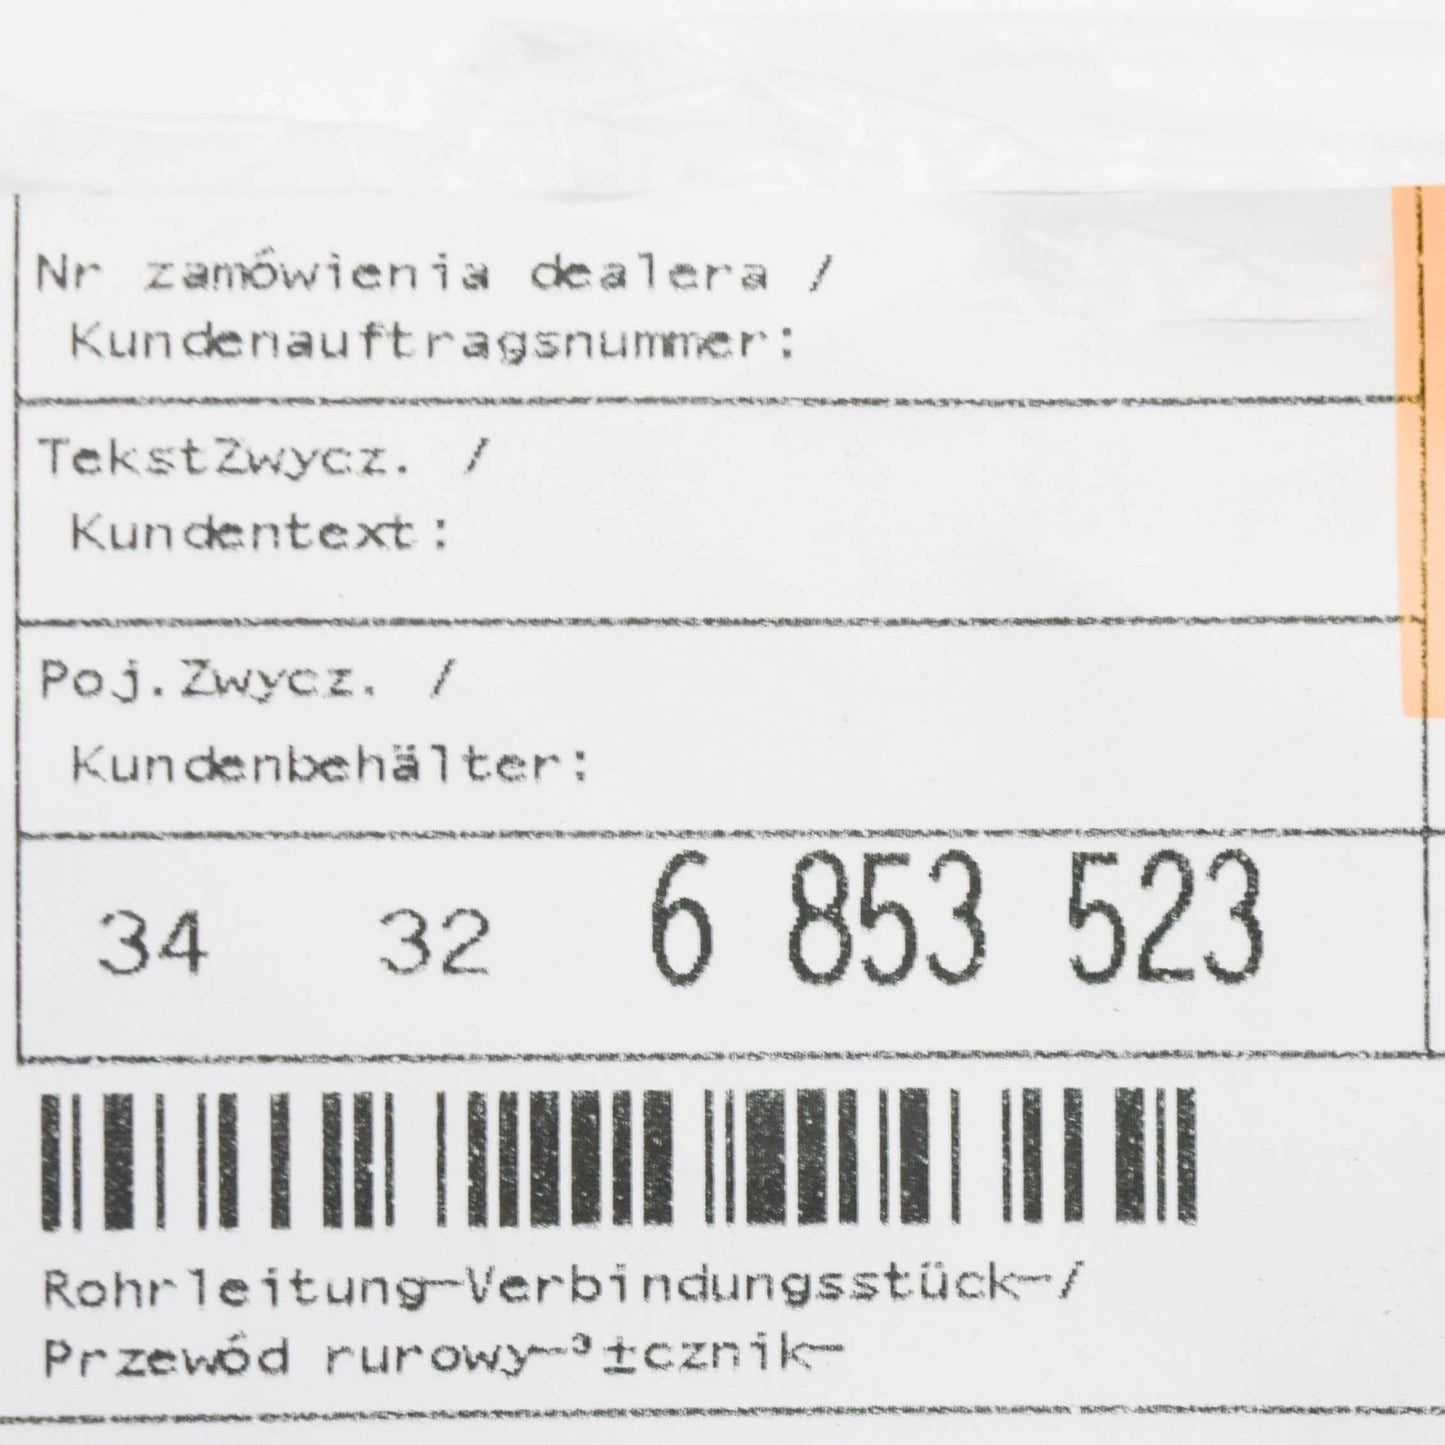 Nr zamówienia dealera /
Kundenauftragsnummer:
TekstZwycz. /
Kundentext:
Poj.Zwycz. /
Kundenbehälter:
34 32 6 853 523
Rohrleitung-Verbindungsstück-/
Przewód rurowy-³±cznik-